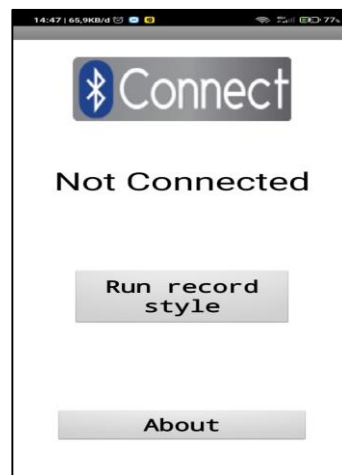 14:47 | 65,9KB/d
77%
Connect
Not Connected
Run record
style
About